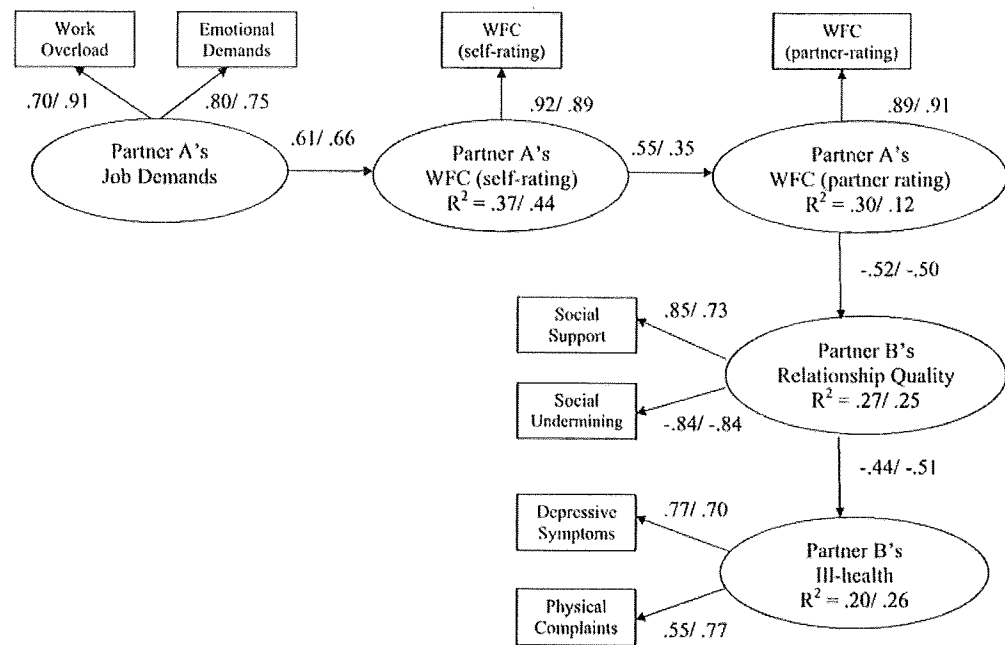 Work
Overload
Emotional
Demands
WFC
(self-rating)
WFC
(partner-rating)
.70/ .91
.80/ .75
.92/ .89
.89/ .91
Partner A's
Job Demands
.61/ .66
Partner A's
WFC (self-rating)
R² = .37/ .44
.55/ .35
Partner A's
WFC (partner rating)
R² = .30/ .12
-.52/ -.50
Social
Support
.85/ .73
Partner B's
Relationship Quality
R² = .27/ .25
Social
Undermining
-.84/ -.84
-.44/ -.51
Depressive
Symptoms
.77/ .70
Partner B's
Ill-health
R² = .20/ .26
Physical
Complaints
.55/ .77